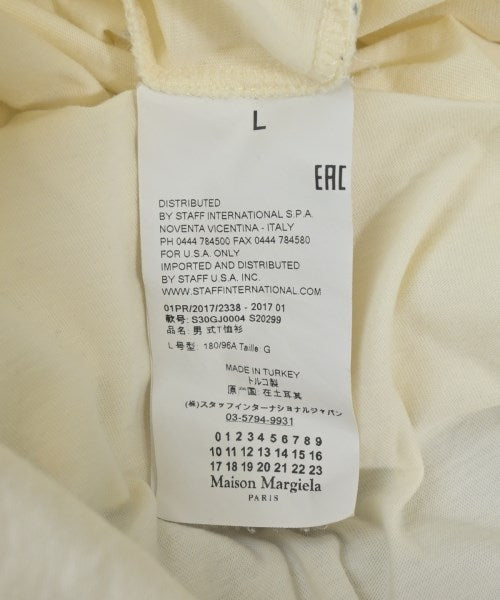 L
EAC
DISTRIBUTED
BY STAFF INTERNATIONAL S.P.A.
NOVENTA VICENTINA - ITALY
PH 0444 784500 FAX 0444 784580
FOR U.S.A. ONLY
IMPORTED AND DISTRIBUTED
BY STAFF U.S.A. INC.
WWW.STAFFINTERNATIONAL.COM
01PR/2017/2338 - 2017 01
款号: S30GJ0004 S20299
品名: 男 式T恤衫
L 号型: 180/96A Taille G
MADE IN TURKEY
トルコ製
国: 在土耳其
(株)スタッフインターナショナルジャパン
03-5794-9931
0 1 2 3 4 5 6 7 8 9
10 11 12 13 14 15 16
17 18 19 20 21 22 23
Maison Margiela
PARIS